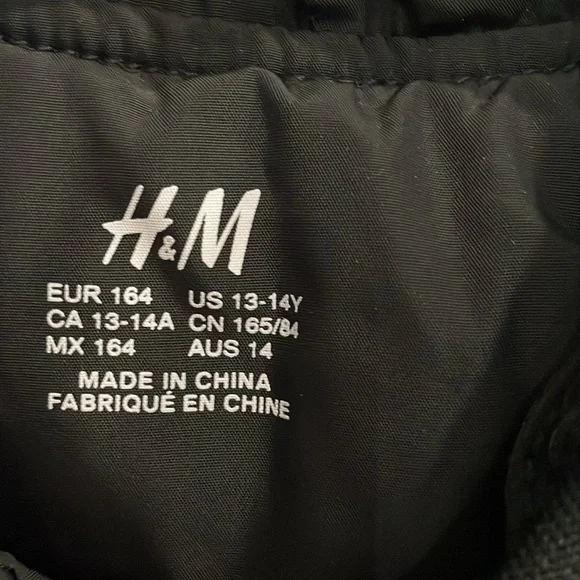 H&M
EUR 164 US 13-14Y
CA 13-14A CN 165/84
MX 164 AUS 14
MADE IN CHINA
FABRIQUÉ EN CHINE